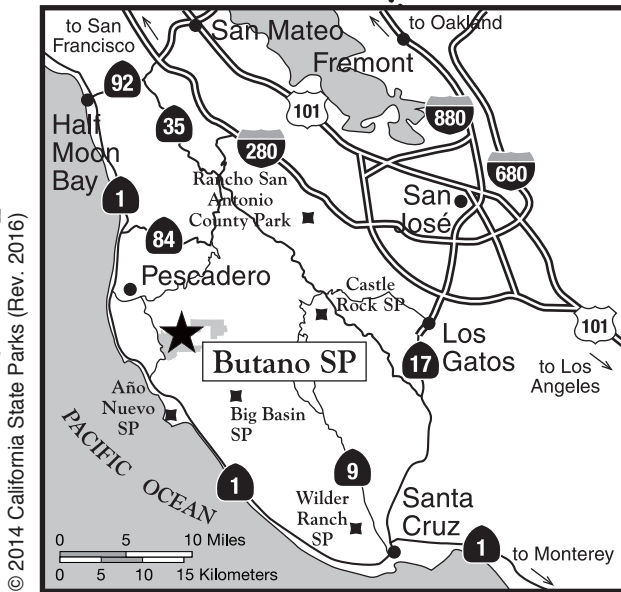 to San
Francisco
San Mateo
to Oakland
Fremont
92
101
880
Half
Moon
Bay
35
280
680
Rancho San
Antonio
County Park
San
José
1
84
Castle
Rock SP
Pescadero
101
Los
Gatos
17
to Los
Angeles
Butano SP
Año
Nuevo
SP
Big Basin
SP
PACIFIC OCEAN
1
9
Wilder
Ranch
SP
Santa
Cruz
1
to Monterey
0 5 10 Miles
0 5 10 15 Kilometers
© 2014 California State Parks (Rev. 2016)